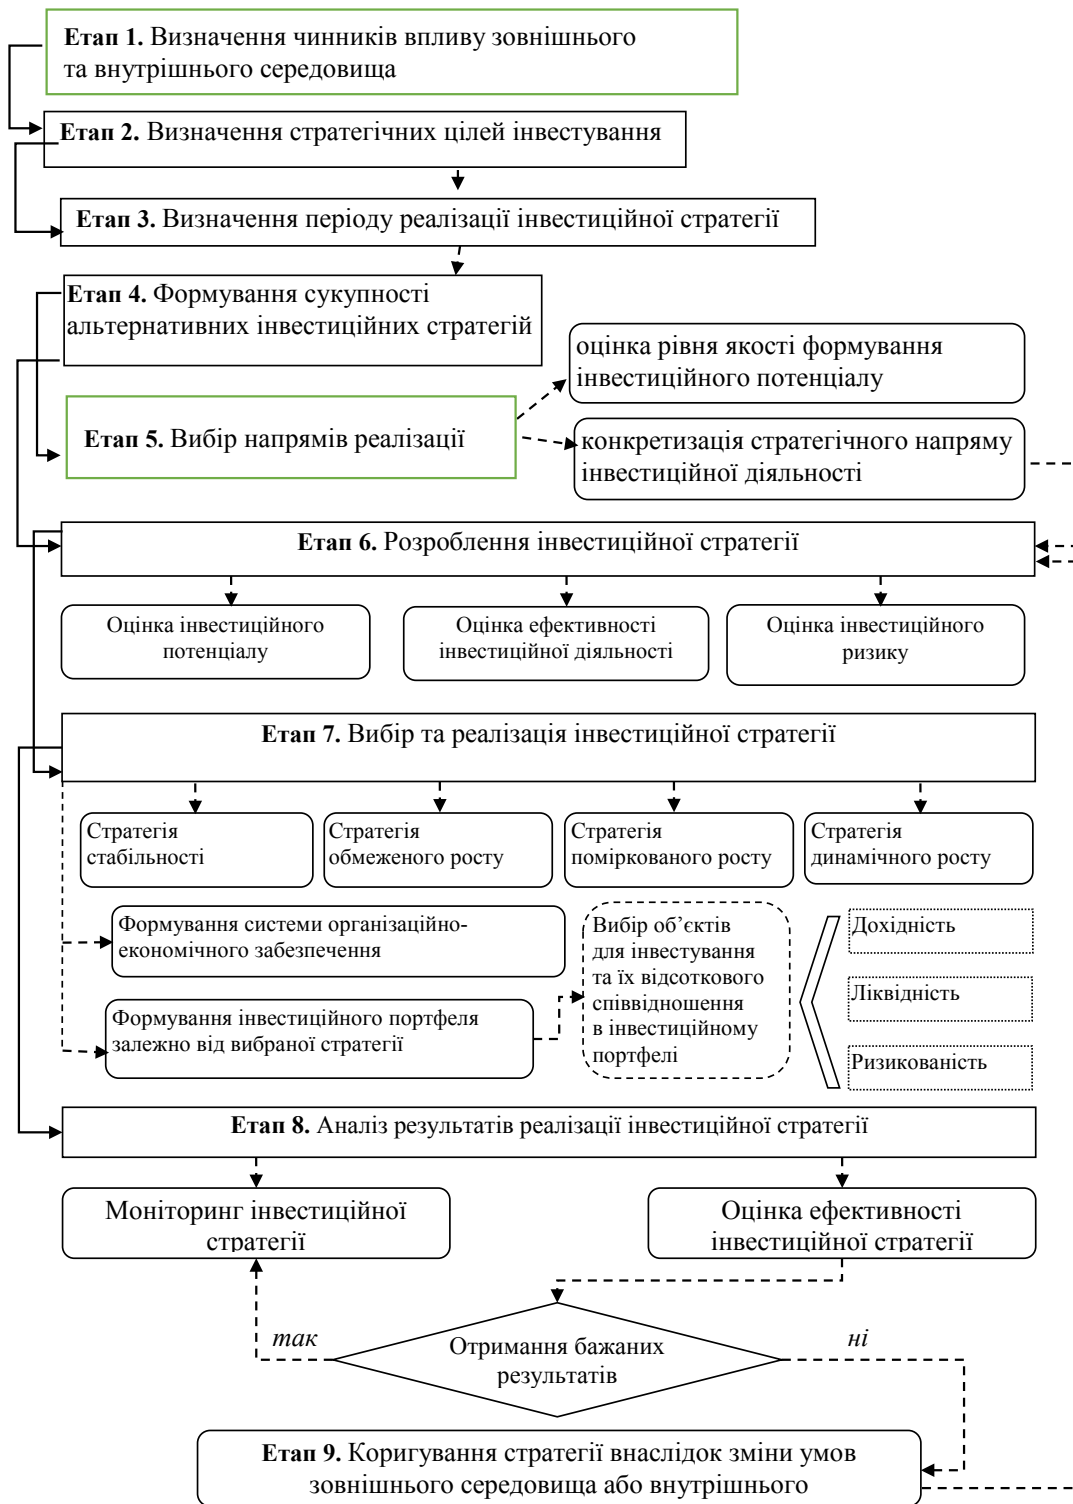 Етап 1. Визначення чинників впливу зовнішнього
та внутрішнього середовища
Етап 2. Визначення стратегічних цілей інвестування
Етап 3. Визначення періоду реалізації інвестиційної стратегії
Етап 4. Формування сукупності
альтернативних інвестиційних стратегій
оцінка рівня якості формування
інвестиційного потенціалу
Етап 5. Вибір напрямів реалізації
конкретизація стратегічного напряму
інвестиційної діяльності
Етап 6. Розроблення інвестиційної стратегії
Оцінка інвестиційного
потенціалу
Оцінка ефективності
інвестиційної діяльності
Оцінка інвестиційного
ризику
Етап 7. Вибір та реалізація інвестиційної стратегії
Стратегія
стабільності
Стратегія
обмеженого росту
Стратегія
поміркованого росту
Стратегія
динамічного росту
Формування системи організаційно-
економічного забезпечення
Формування інвестиційного портфеля
залежно від вибраної стратегії
Вибір об’єктів
для інвестування
та їх відсоткового
співвідношення
в інвестиційному
портфелі
Дохідність
Ліквідність
Ризикованість
Етап 8. Аналіз результатів реалізації інвестиційної стратегії
Моніторинг інвестиційної
стратегії
Оцінка ефективності
інвестиційної стратегії
так
Отримання бажаних
результатів
ні
Етап 9. Коригування стратегії внаслідок зміни умов
зовнішнього середовища або внутрішнього